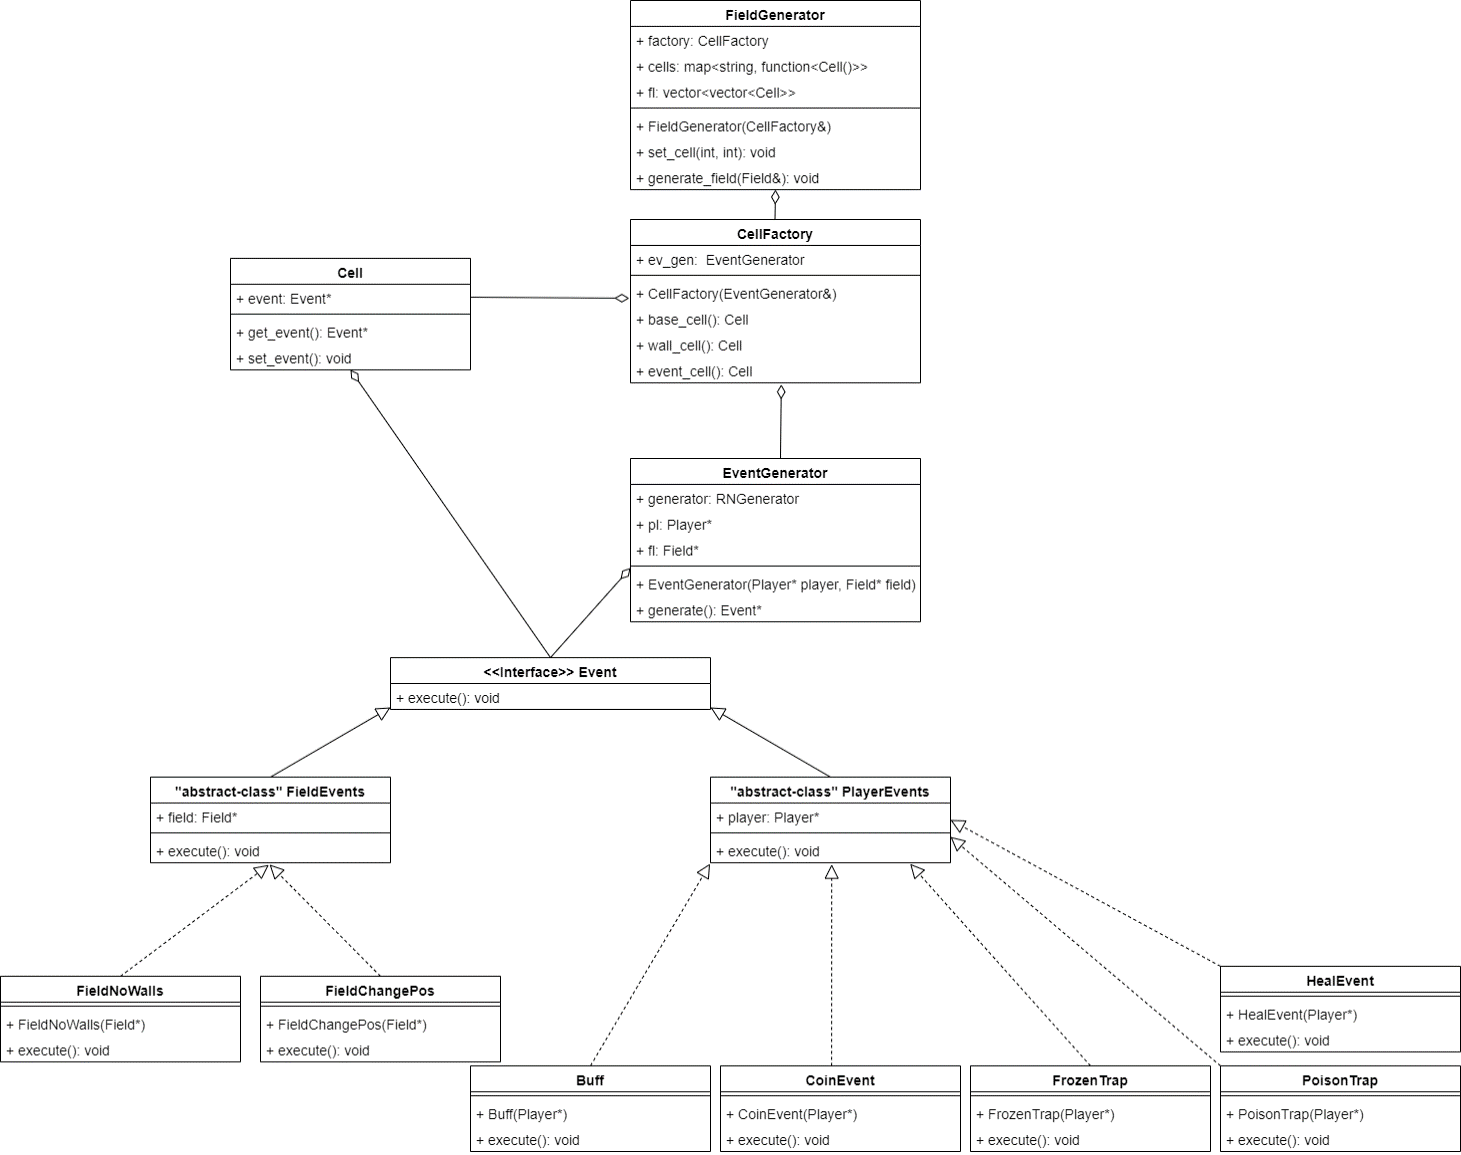 FieldGenerator
+ factory: CellFactory
+ cells: map<string, function<Cell()>>
+ fl: vector<vector<Cell>>
+ FieldGenerator(CellFactory&)
+ set_cell(int, int): void
+ generate_field(Field&): void
CellFactory
+ ev_gen:  EventGenerator
+ CellFactory(EventGenerator&)
+ base_cell(): Cell
+ wall_cell(): Cell
+ event_cell(): Cell
Cell
+ event: Event*
+ get_event(): Event*
+ set_event(): void
EventGenerator
+ generator: RNGenerator
+ pl: Player*
+ fl: Field*
+ EventGenerator(Player* player, Field* field)
+ generate(): Event*
<<Interface>> Event
+ execute(): void
"abstract-class" FieldEvents
+ field: Field*
+ execute(): void
"abstract-class" PlayerEvents
+ player: Player*
+ execute(): void
FieldNoWalls
+ FieldNoWalls(Field*)
+ execute(): void
FieldChangePos
+ FieldChangePos(Field*)
+ execute(): void
HealEvent
+ HealEvent(Player*)
+ execute(): void
Buff
+ Buff(Player*)
+ execute(): void
CoinEvent
+ CoinEvent(Player*)
+ execute(): void
FrozenTrap
+ FrozenTrap(Player*)
+ execute(): void
PoisonTrap
+ PoisonTrap(Player*)
+ execute(): void